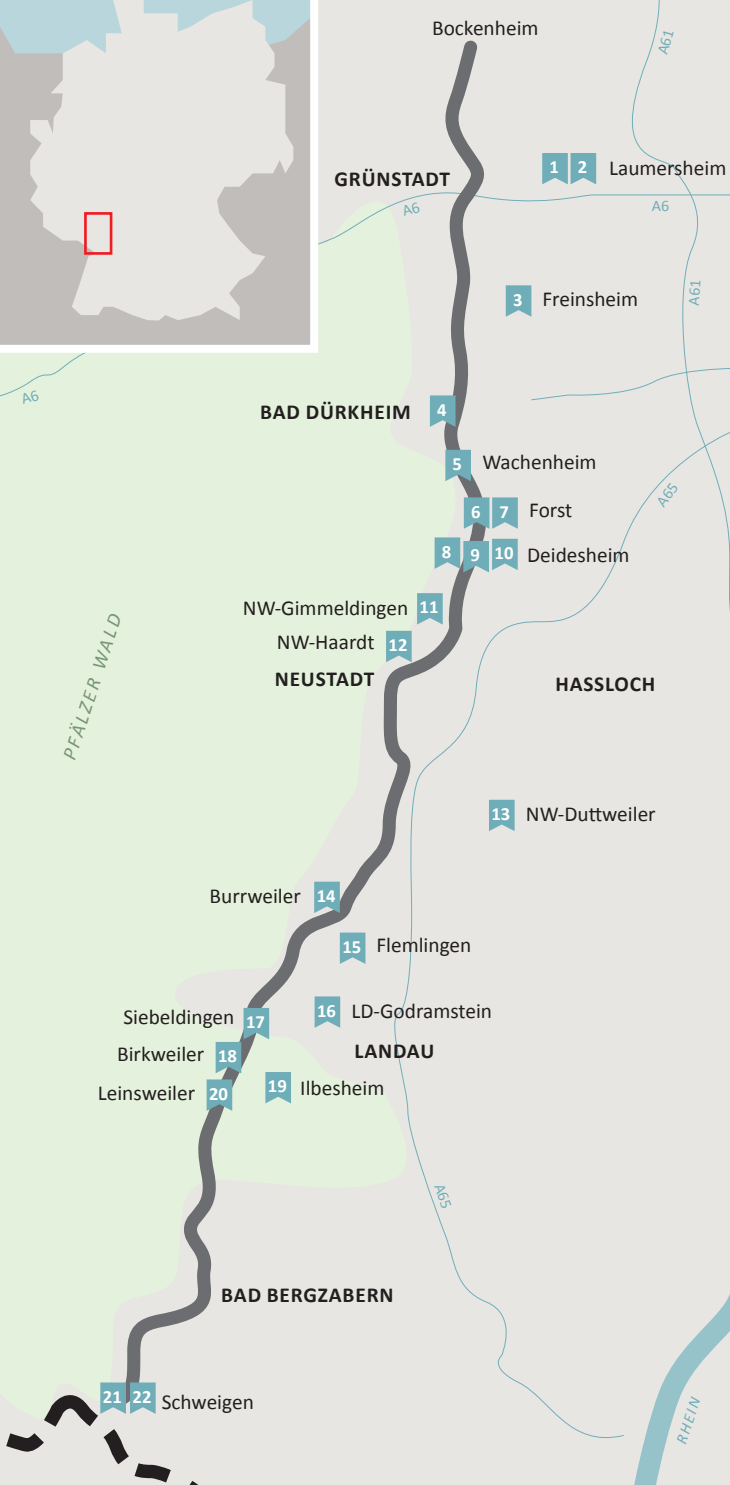 Bockenheim
A61
1 2 Laumersheim
GRÜNSTADT
A6
A6
A61
3 Freinsheim
A6
BAD DÜRKHEIM 4
5 Wachenheim
A65
6 7 Forst
8 9 10 Deidesheim
NW-Gimmeldingen 11
NW-Haardt 12
NEUSTADT
HASSLOCH
PFÄLZER WALD
13 NW-Duttweiler
Burrweiler 14
15 Flemlingen
16 LD-Godramstein
Siebeldingen 17
LANDAU
Birkweiler 18
19 Ilbesheim
Leinsweiler 20
A65
BAD BERGZABERN
21 22 Schweigen
RHEIN